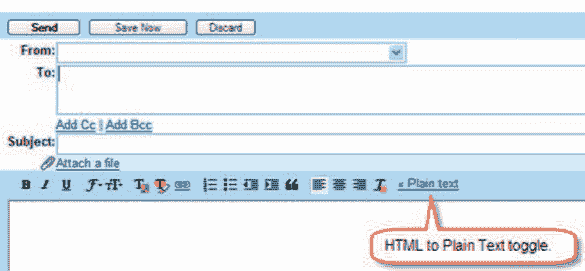 Send Save Now Discard
From:
To:
Add Cc | Add Bcc
Subject:
Attach a file
B I U « Plain text
HTML to Plain Text toggle.